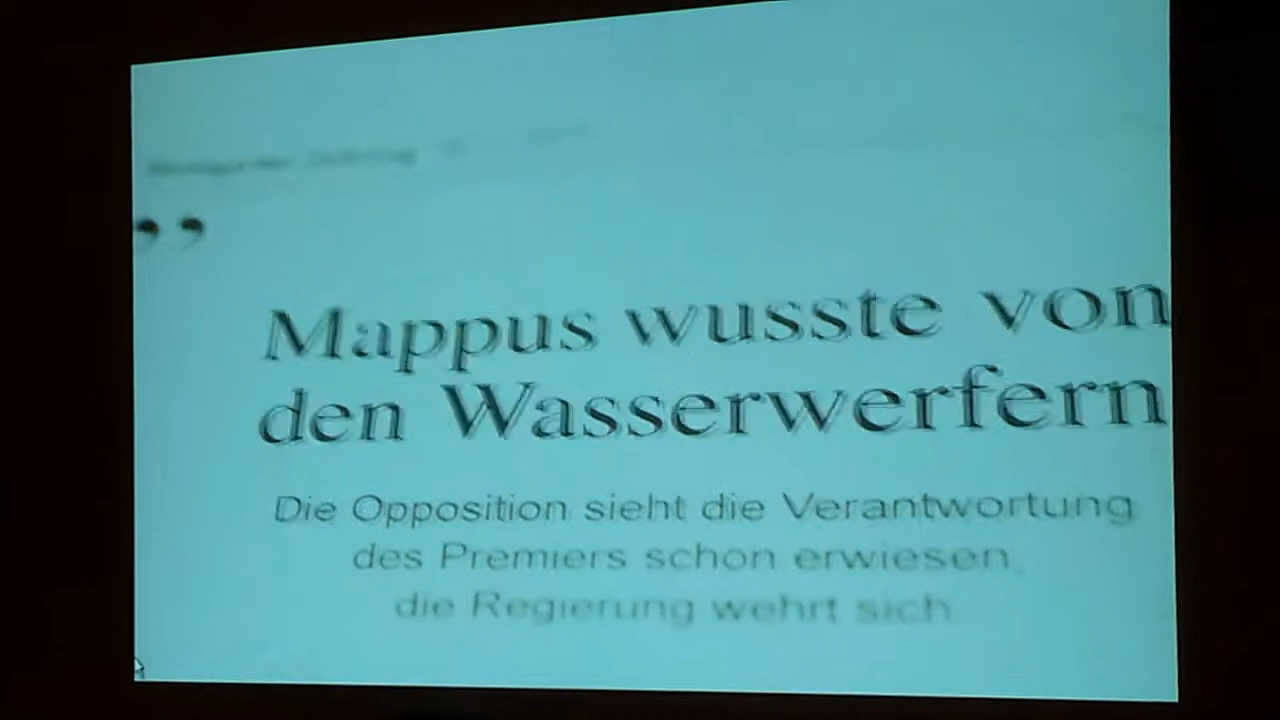 ”
Mappus wusste von
den Wasserwerfern
Die Opposition sieht die Verantwortung
des Premiers schon erwiesen,
die Regierung wehrt sich